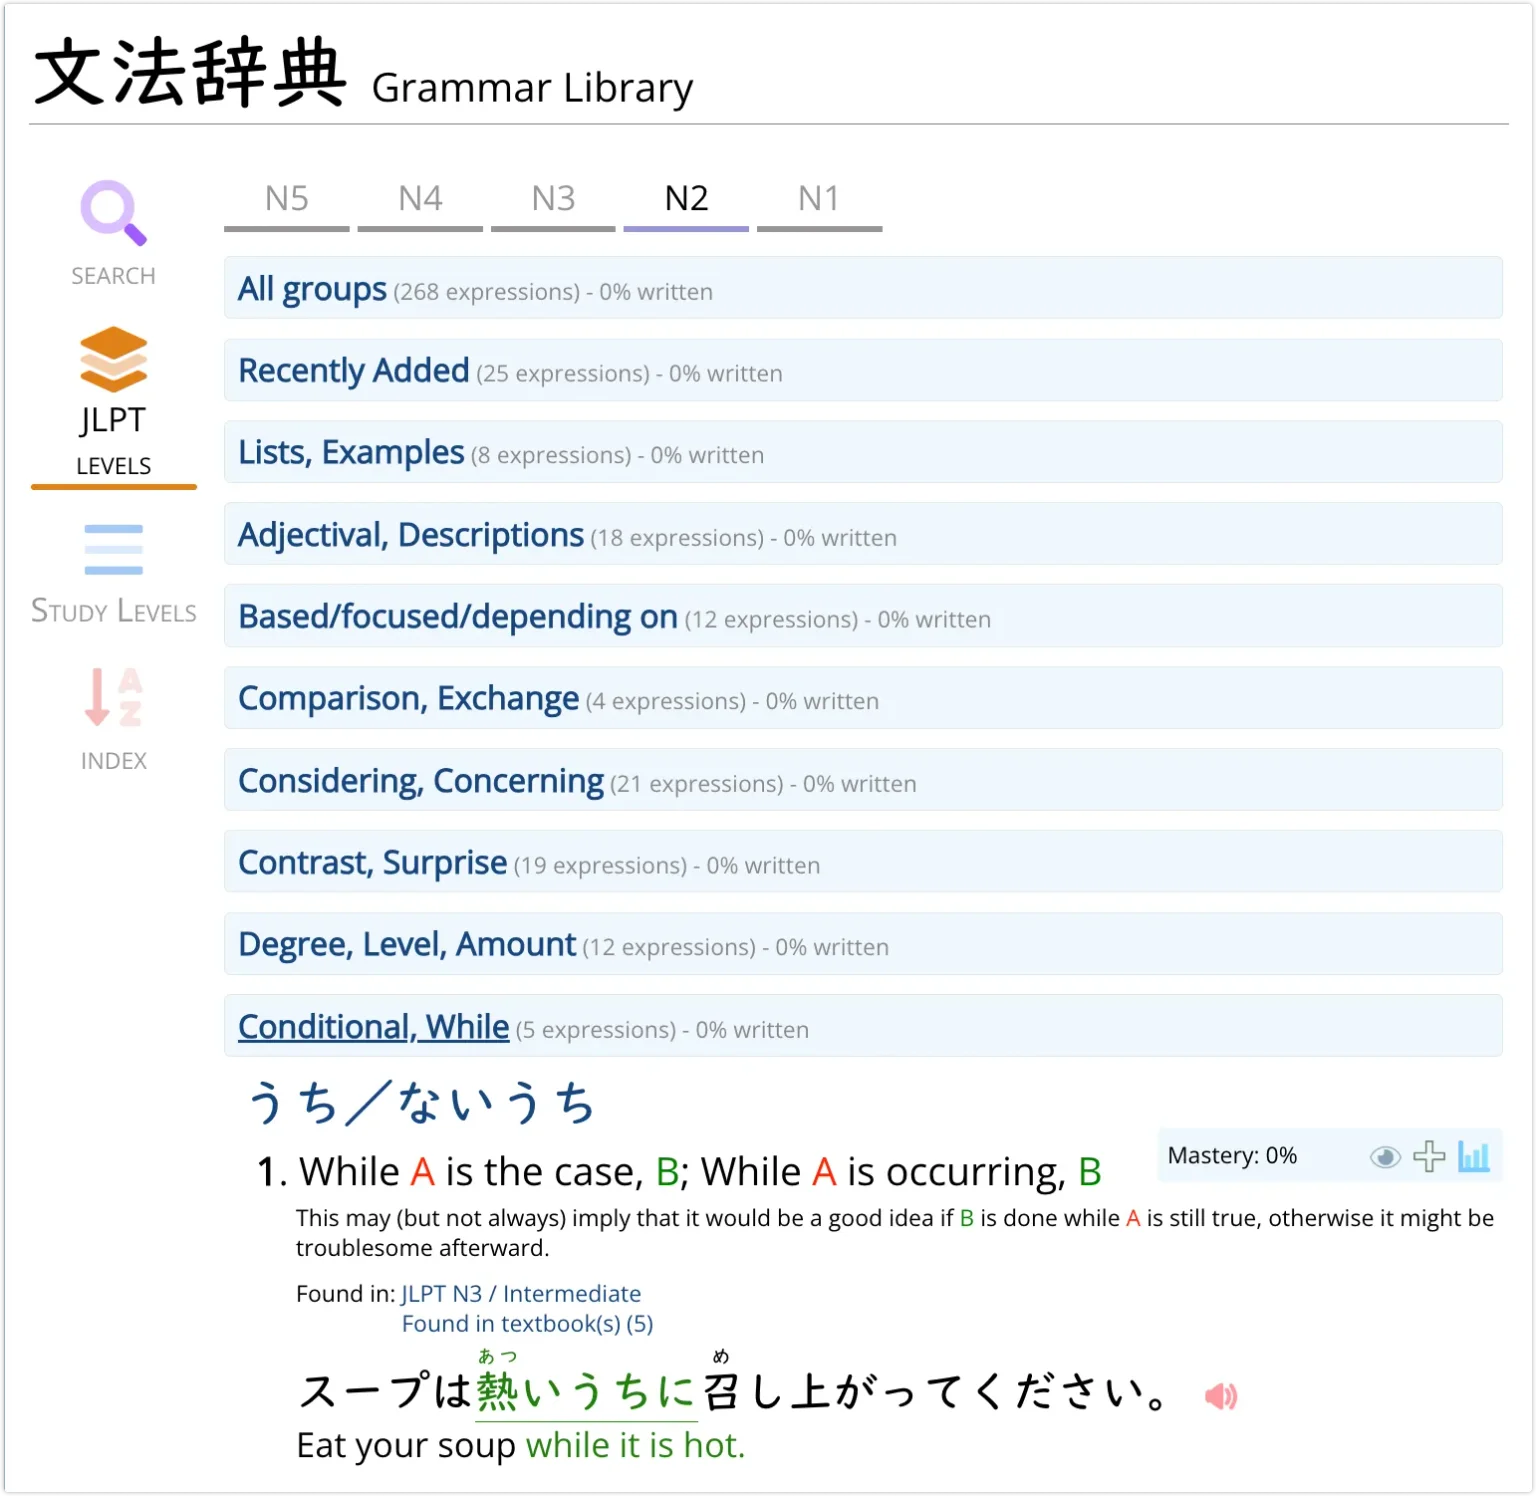 文法辞典 Grammar Library
SEARCH
JLPT
LEVELS
STUDY LEVELS
A
Z
INDEX
N5 N4 N3 N2 N1
All groups (268 expressions) - 0% written
Recently Added (25 expressions) - 0% written
Lists, Examples (8 expressions) - 0% written
Adjectival, Descriptions (18 expressions) - 0% written
Based/focused/depending on (12 expressions) - 0% written
Comparison, Exchange (4 expressions) - 0% written
Considering, Concerning (21 expressions) - 0% written
Contrast, Surprise (19 expressions) - 0% written
Degree, Level, Amount (12 expressions) - 0% written
Conditional, While (5 expressions) - 0% written
うち／ないうち
Mastery: 0%
1. While A is the case, B; While A is occurring, B
This may (but not always) imply that it would be a good idea if B is done while A is still true, otherwise it might be
troublesome afterward.
Found in: JLPT N3 / Intermediate
Found in textbook(s) (5)
あつ め
スープは熱いうちに召し上がってください。
Eat your soup while it is hot.